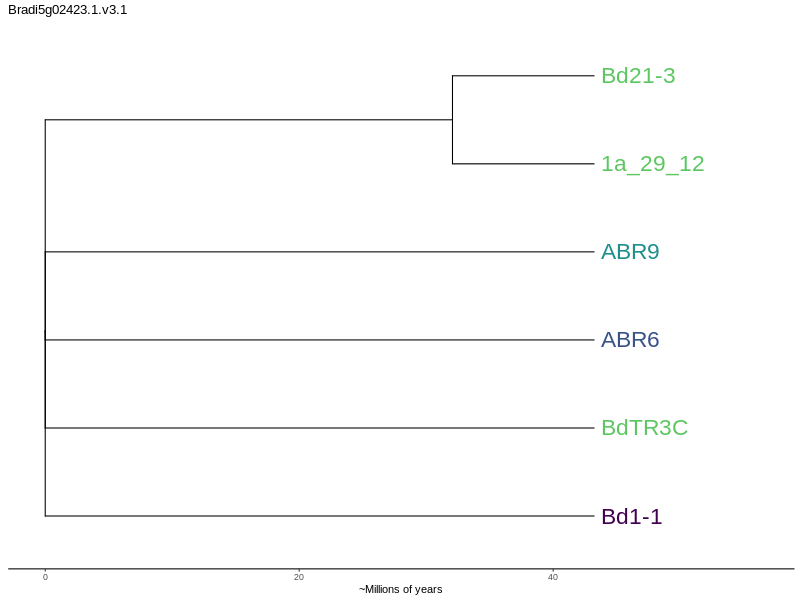 Bradi5g02423.1.v3.1
Bd21-3
1a_29_12
ABR9
ABR6
BdTR3C
Bd1-1
0 20 40
~Millions of years